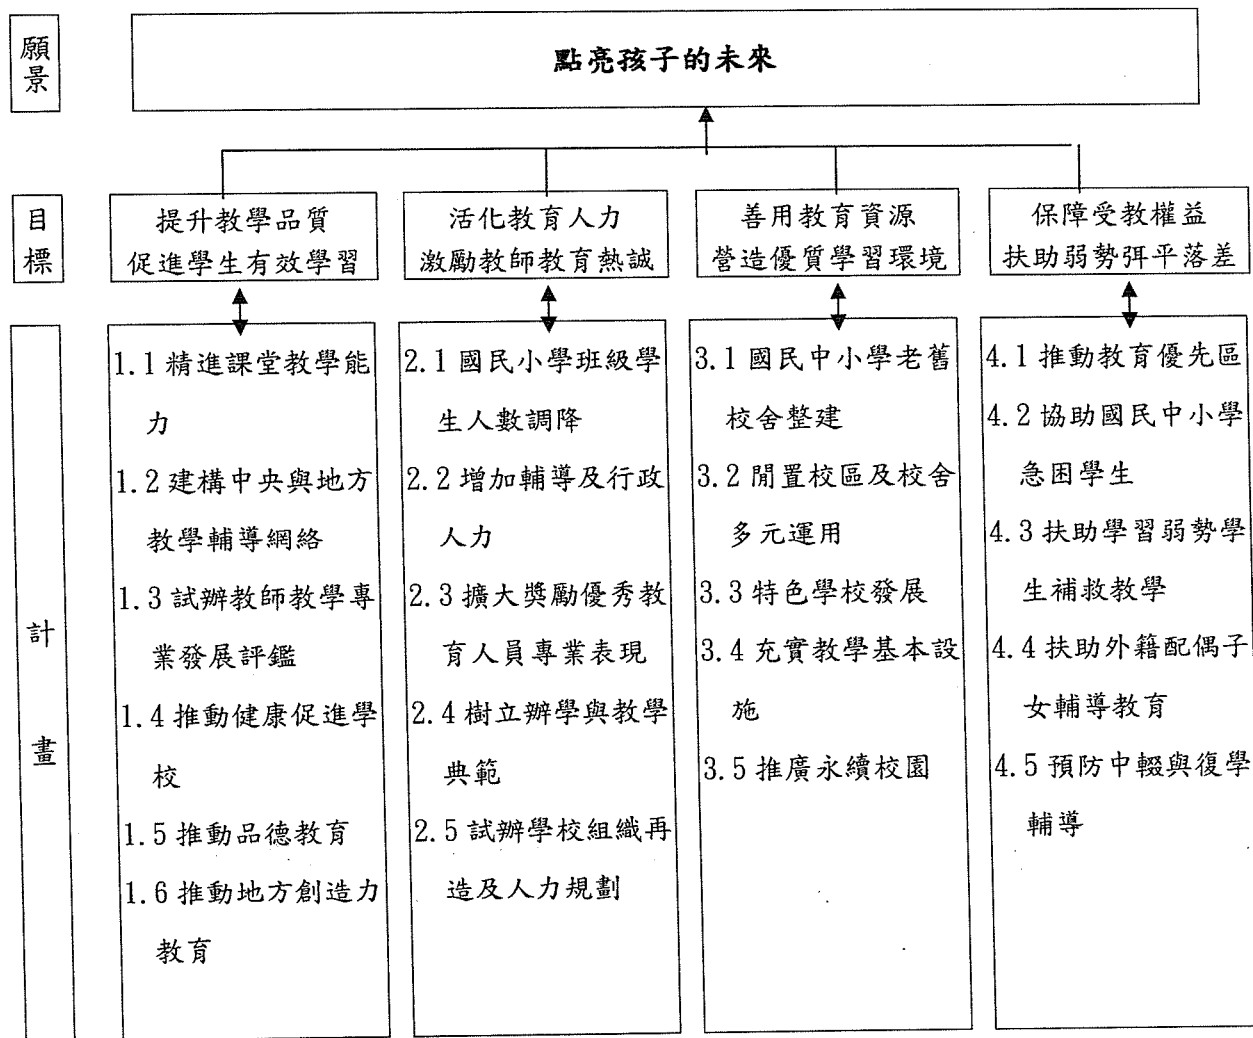 願景
點亮孩子的未來
目標
提升教學品質
促進學生有效學習
活化教育人力
激勵教師教育熱誠
善用教育資源
營造優質學習環境
保障受教權益
扶助弱勢弭平落差
計畫
1.1 精進課堂教學能
力
1.2 建構中央與地方
教學輔導網絡
1.3 試辦教師教學專
業發展評鑑
1.4 推動健康促進學
校
1.5 推動品德教育
1.6 推動地方創造力
教育
2.1 國民小學班級學
生人數調降
2.2 增加輔導及行政
人力
2.3 擴大獎勵優秀教
育人員專業表現
2.4 樹立辦學與教學
典範
2.5 試辦學校組織再
造及人力規劃
3.1 國民中小學老舊
校舍整建
3.2 閒置校區及校舍
多元運用
3.3 特色學校發展
3.4 充實教學基本設
施
3.5 推廣永續校園
4.1 推動教育優先區
4.2 協助國民中小學
急困學生
4.3 扶助學習弱勢學
生補救教學
4.4 扶助外籍配偶子
女輔導教育
4.5 預防中輟與復學
輔導